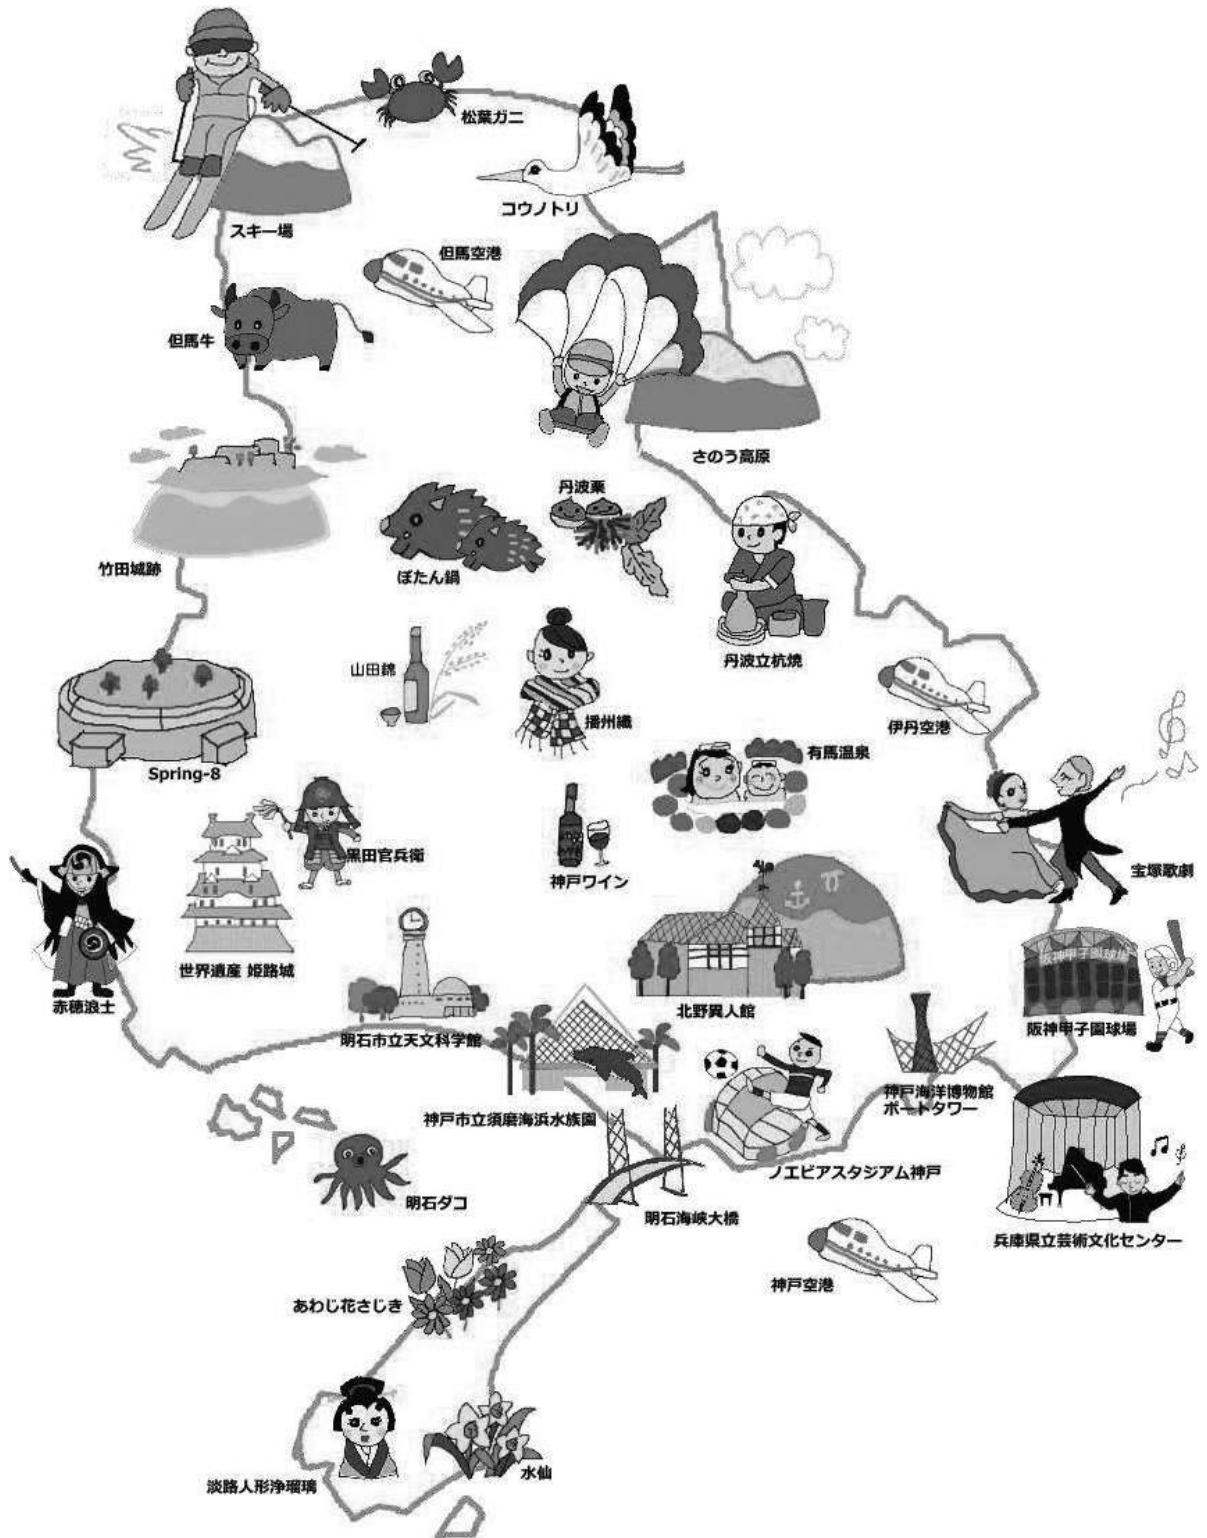 松葉ガニ
コウノトリ
スキー場
但馬空港
但馬牛
さのう高原
丹波栗
竹田城跡
ぼたん鍋
丹波立杭焼
山田錦
播州織
伊丹空港
有馬温泉
Spring-8
黒田官兵衛
神戸ワイン
宝塚歌劇
阪神甲子園球場
世界遺産 姫路城
赤穂浪士
北野異人館
阪神甲子園球場
明石市立天文科学館
神戸海洋博物館
ポートタワー
神戸市立須磨海浜水族園
ノエビアスタジアム神戸
明石ダコ
明石海峡大橋
兵庫県立芸術文化センター
神戸空港
あわじ花さじき
水仙
淡路人形浄瑠璃